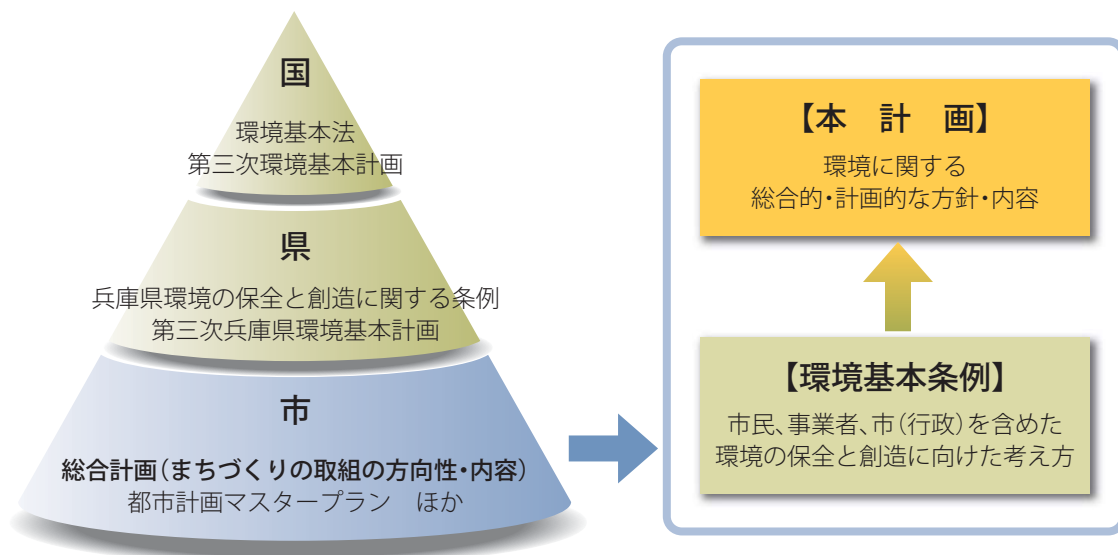 国
環境基本法
第三次環境基本計画
県
兵庫県環境の保全と創造に関する条例
第三次兵庫県環境基本計画
市
総合計画（まちづくりの取組の方向性・内容）
都市計画マスタープラン　ほか
【本　計　画】
環境に関する
総合的・計画的な方針・内容
【環境基本条例】
市民、事業者、市（行政）を含めた
環境の保全と創造に向けた考え方